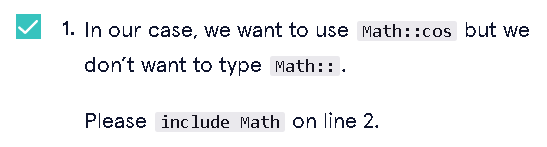 1. In our case, we want to use Math::cos but we
don't want to type Math:: .
Please include Math on line 2.